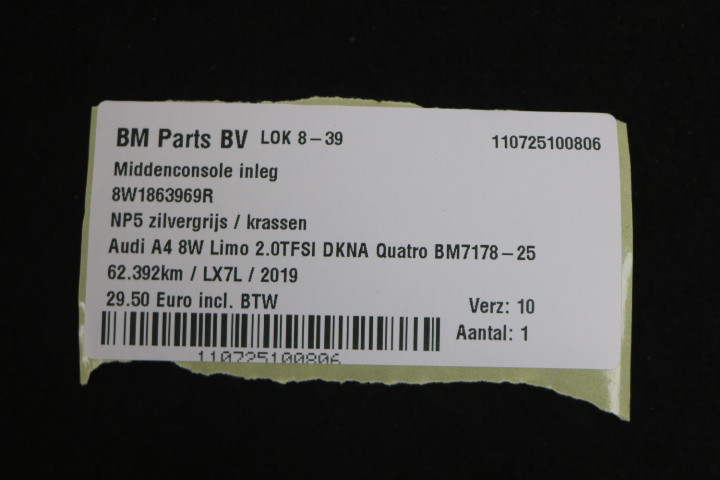 BM Parts BV LOK 8-39 110725100806
Middenconsole inleg
8W1863969R
NP5 zilvergrijs / krassen
Audi A4 8W Limo 2.0TFSI DKNA Quatro BM7178-25
62.392km / LX7L / 2019
29.50 Euro incl. BTW Verz: 10
Aantal: 1
110725100806